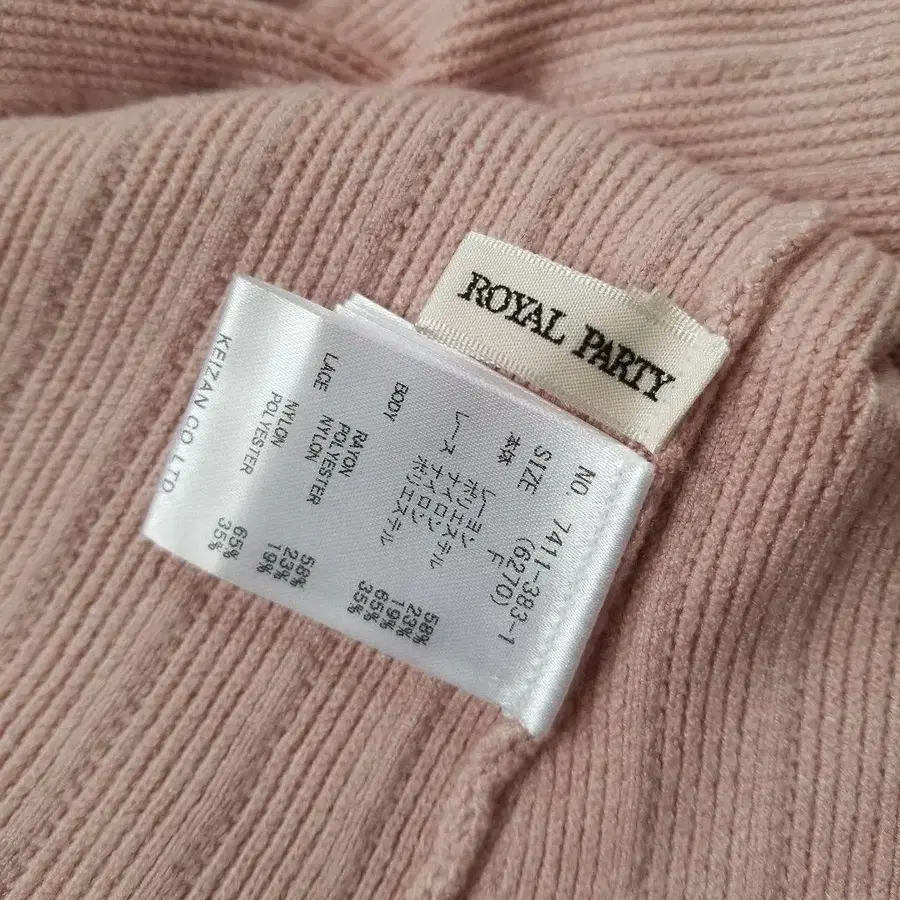 ROYAL PARTY
NO. 741-383-1
(6270)
SIZE F
本体 レーヨン 58%
ポリエステル 23%
ナイロン 19%
レース ナイロン 65%
ポリエステル 35%
BODY RAYON 58%
POLYESTER 23%
NYLON 19%
LACE NYLON 65%
POLYESTER 35%
KEIZAN CO.,LTD.